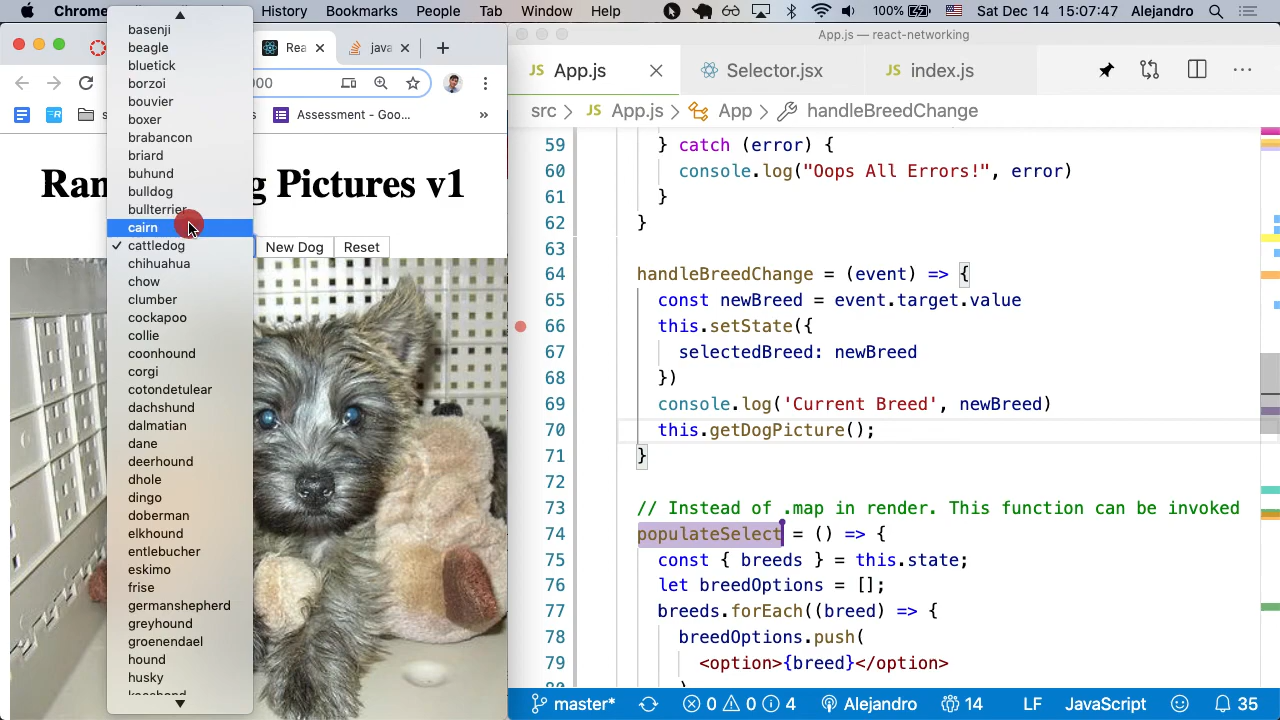 Chrome History Bookmarks People Tab Window Help 100% Sat Dec 14 15:07:47 Alejandro
Rea java
000
Assessment - Goo... »
Ran g Pictures v1
New Dog Reset
basenji
beagle
bluetick
borzoi
bouvier
boxer
brabancon
briard
buhund
bulldog
bullterrier
cairn
✓ cattledog
chihuahua
chow
clumber
cockapoo
collie
coonhound
corgi
cotondetulear
dachshund
dalmatian
dane
deerhound
dhole
dingo
doberman
elkhound
entlebucher
eskimo
frise
germanshepherd
greyhound
groenendael
hound
husky
App.js — react-networking
JS App.js Selector.jsx JS index.js ...
src > JS App.js > App > handleBreedChange
59 } catch (error) {
60 console.log("Oops All Errors!", error)
61 }
62 }
63
64 handleBreedChange = (event) => {
65 const newBreed = event.target.value
66 this.setState({
67 selectedBreed: newBreed
68 })
69 console.log('Current Breed', newBreed)
70 this.getDogPicture();
71 }
72
73 // Instead of .map in render. This function can be invoked
74 populateSelect = () => {
75 const { breeds } = this.state;
76 let breedOptions = [];
77 breeds.forEach((breed) => {
78 breedOptions.push(
79 <option>{breed}</option>
master* 0 0 4 Alejandro 14 LF JavaScript 35